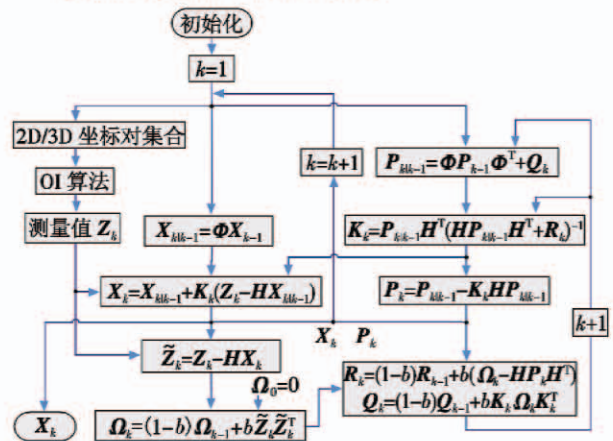 初始化
k=1
2D/3D 坐标对集合
OI 算法
测量值 Z_k
k=k+1
P_{k|k-1}=ΦP_{k-1}Φ^T+Q_k
X_{k|k-1}=ΦX_{k-1}
K_k=P_{k|k-1}H^T(HP_{k|k-1}H^T+R_k)^{-1}
X_k=X_{k|k-1}+K_k(Z_k-HX_{k|k-1})
P_k=P_{k|k-1}-K_kHP_{k|k-1}
k+1
X_k P_k
Z̃_k=Z_k-HX_k
Ω_0=0
R_k=(1-b)R_{k-1}+b(Ω_k-HP_kH^T)
Q_k=(1-b)Q_{k-1}+bK_kΩ_kK_k^T
X_k
Ω_k=(1-b)Ω_{k-1}+bZ̃_kZ̃_k^T